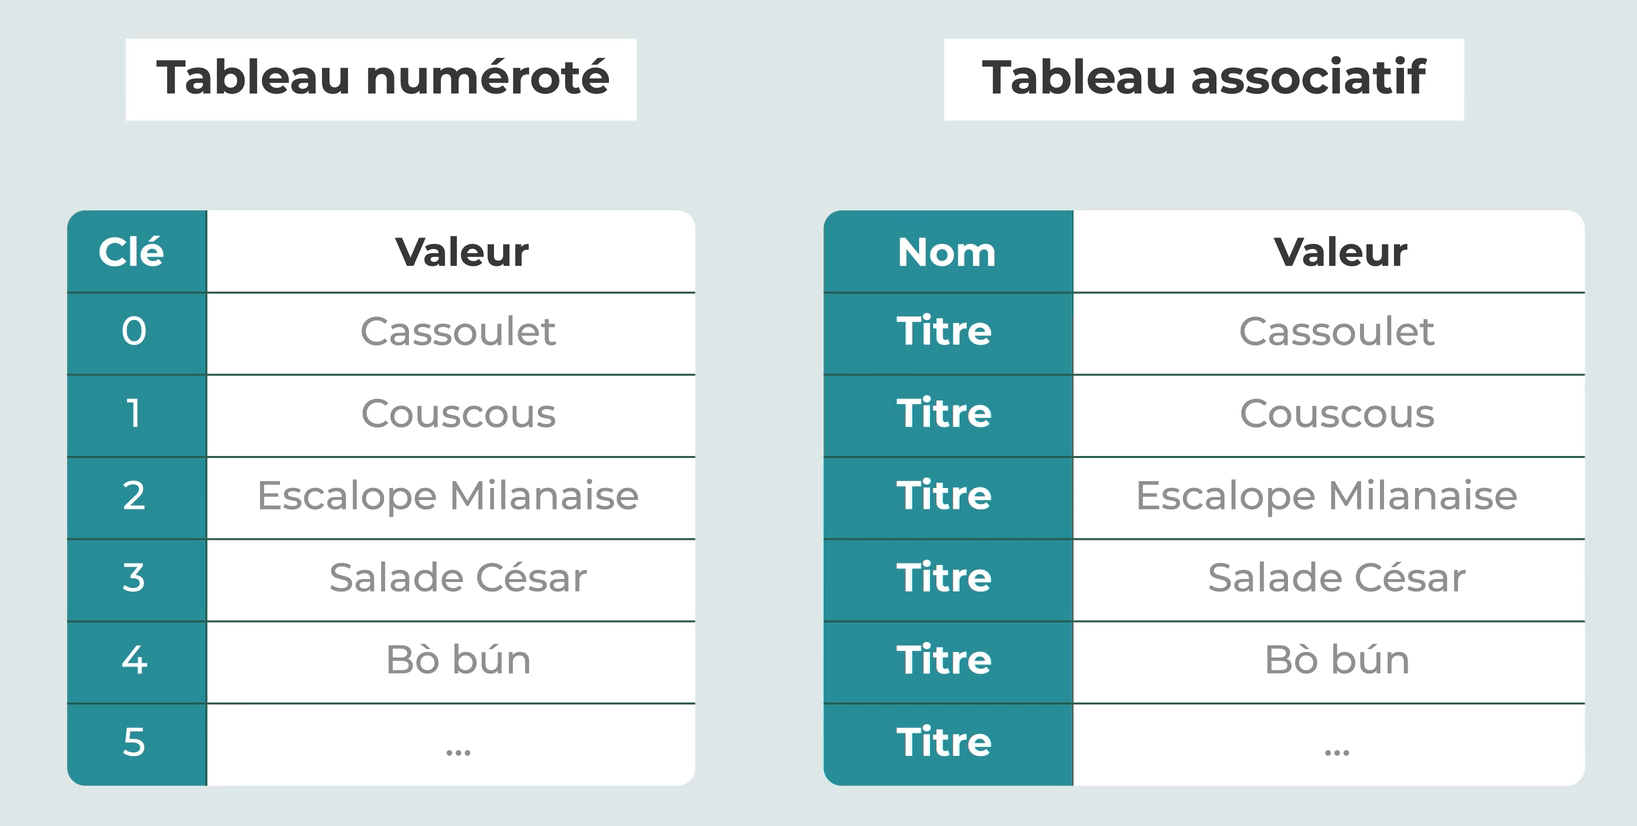 Tableau numéroté
Clé Valeur
0 Cassoulet
1 Couscous
2 Escalope Milanaise
3 Salade César
4 Bò bún
5 ...
Tableau associatif
Nom Valeur
Titre Cassoulet
Titre Couscous
Titre Escalope Milanaise
Titre Salade César
Titre Bò bún
Titre ...